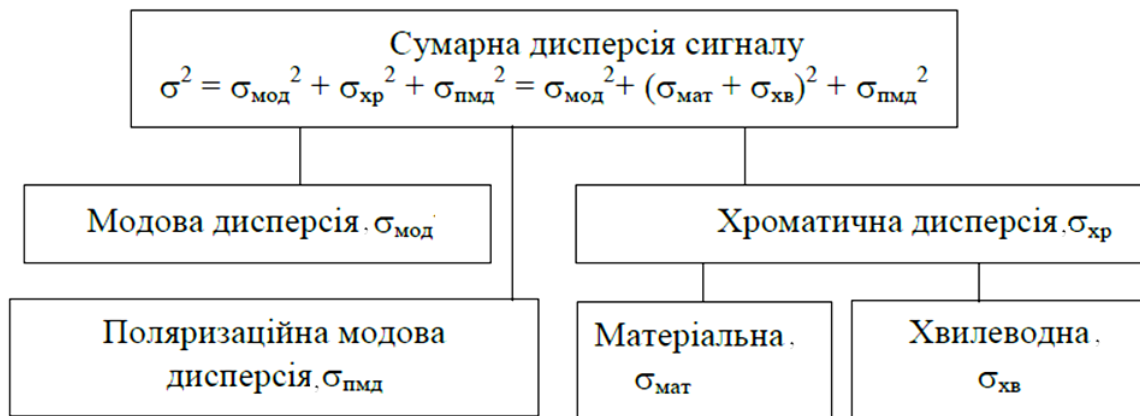 Сумарна дисперсія сигналу
σ² = σмод² + σхр² + σпмд² = σмод²+ (σмат + σхв)² + σпмд²
Модова дисперсія, σмод
Хроматична дисперсія,σхр
Поляризаційна модова
дисперсія,σпмд
Матеріальна,
σмат
Хвилеводна,
σхв